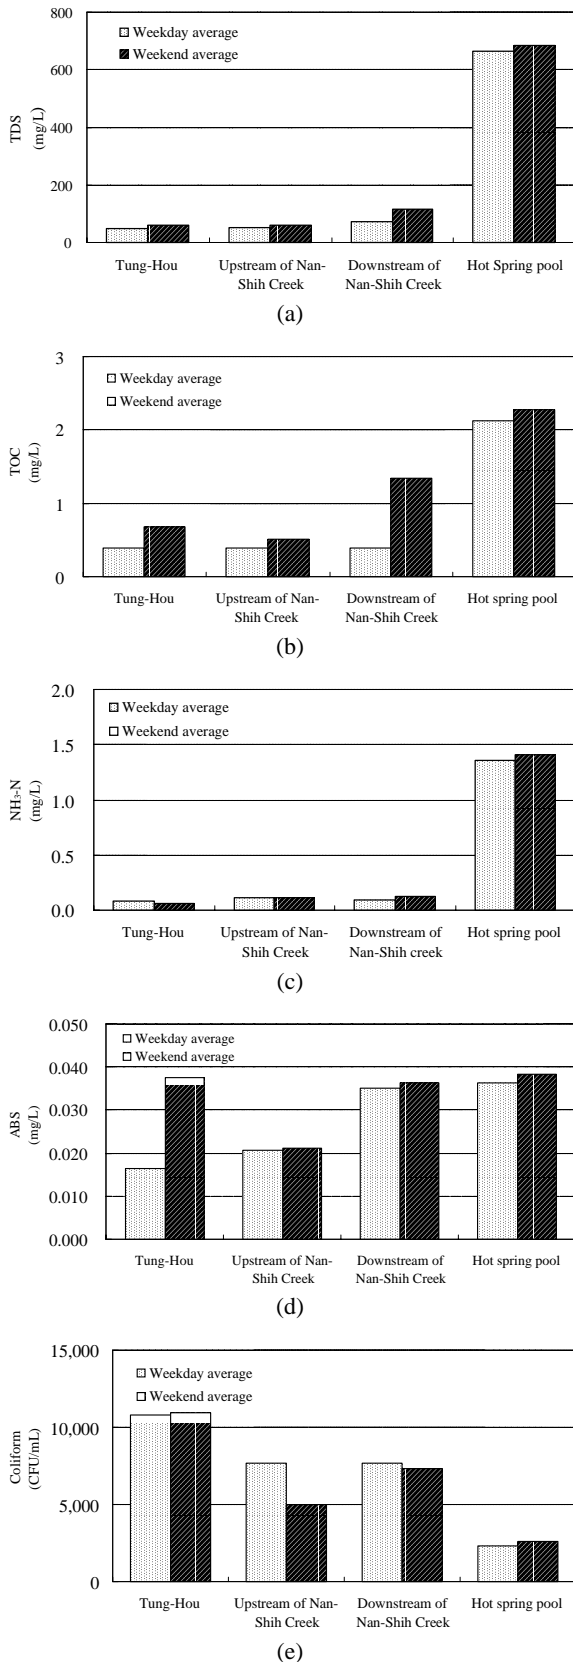 800
600
400
200
0
TDS
(mg/L)
Weekday average
Weekend average
Tung-Hou
Upstream of Nan-
Shih Creek
Downstream of
Nan-Shih Creek
Hot Spring pool
(a)
3
2
1
0
TOC
(mg/L)
Weekday average
Weekend average
Tung-Hou
Upstream of Nan-
Shih Creek
Downstream of
Nan-Shih Creek
Hot spring pool
(b)
2.0
1.5
1.0
0.5
0.0
NH3-N
(mg/L)
Weekday average
Weekend average
Tung-Hou
Upstream of Nan-
Shih Creek
Downstream of
Nan-Shih creek
Hot spring pool
(c)
0.050
0.040
0.030
0.020
0.010
0.000
ABS
(mg/L)
Weekday average
Weekend average
Tung-Hou
Upstream of Nan-
Shih Creek
Downstream of
Nan-Shih Creek
Hot spring pool
(d)
15,000
10,000
5,000
0
Coliform
(CFU/mL)
Weekday average
Weekend average
Tung-Hou
Upstream of Nan-
Shih Creek
Downstream of
Nan-Shih Creek
Hot spring pool
(e)